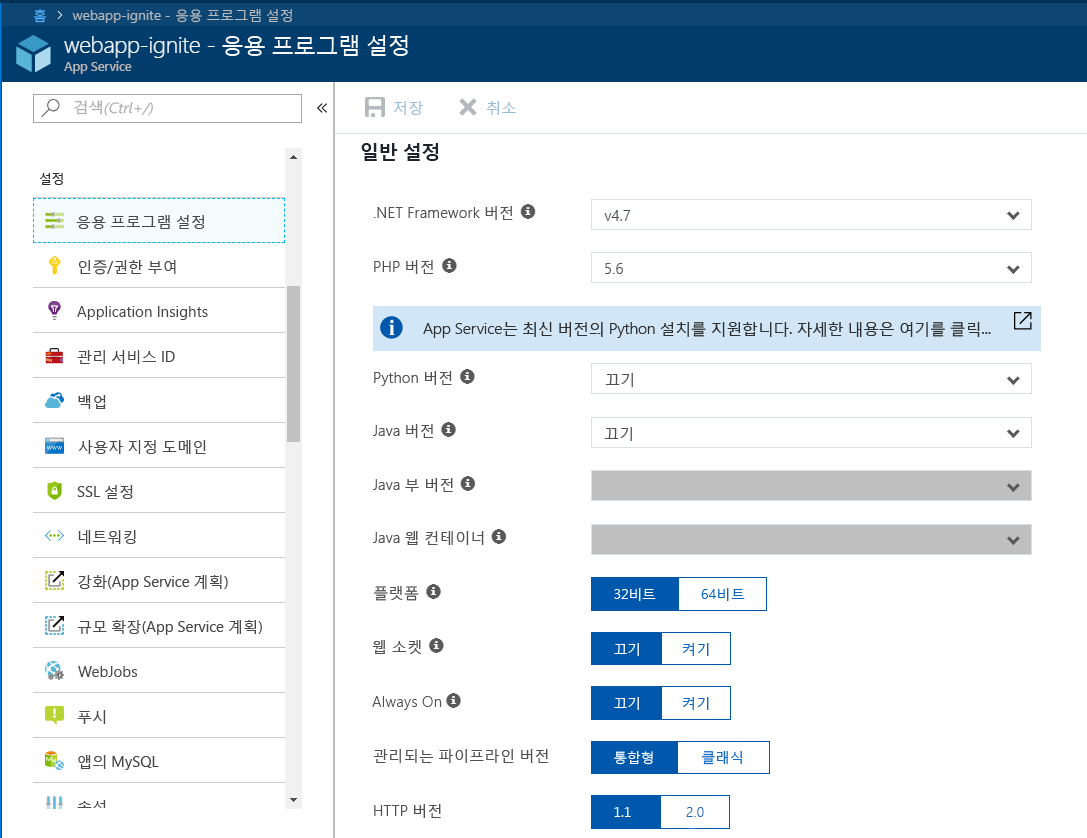 홈 > webapp-ignite - 응용 프로그램 설정
webapp-ignite - 응용 프로그램 설정
App Service
검색(Ctrl+/)
설정
응용 프로그램 설정
인증/권한 부여
Application Insights
관리 서비스 ID
백업
사용자 지정 도메인
SSL 설정
네트워킹
강화(App Service 계획)
규모 확장(App Service 계획)
WebJobs
푸시
앱의 MySQL
속성
저장 취소
일반 설정
.NET Framework 버전 v4.7
PHP 버전 5.6
App Service는 최신 버전의 Python 설치를 지원합니다. 자세한 내용은 여기를 클릭...
Python 버전 끄기
Java 버전 끄기
Java 부 버전
Java 웹 컨테이너
플랫폼 32비트 64비트
웹 소켓 끄기 켜기
Always On 끄기 켜기
관리되는 파이프라인 버전 통합형 클래식
HTTP 버전 1.1 2.0